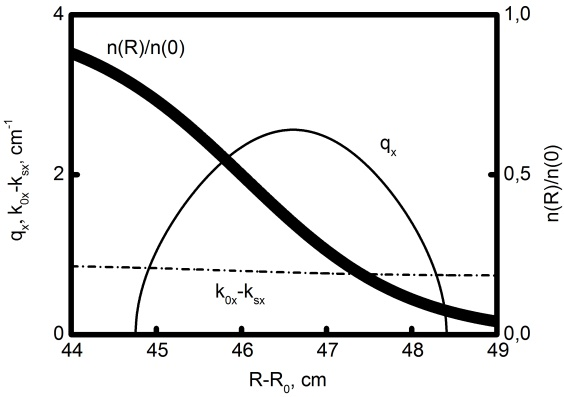 4
2
0
q_x, k_0x-k_sx, cm^-1
n(R)/n(0)
q_x
k_0x-k_sx
1,0
0,5
0,0
n(R)/n(0)
44 45 46 47 48 49
R-R_0, cm